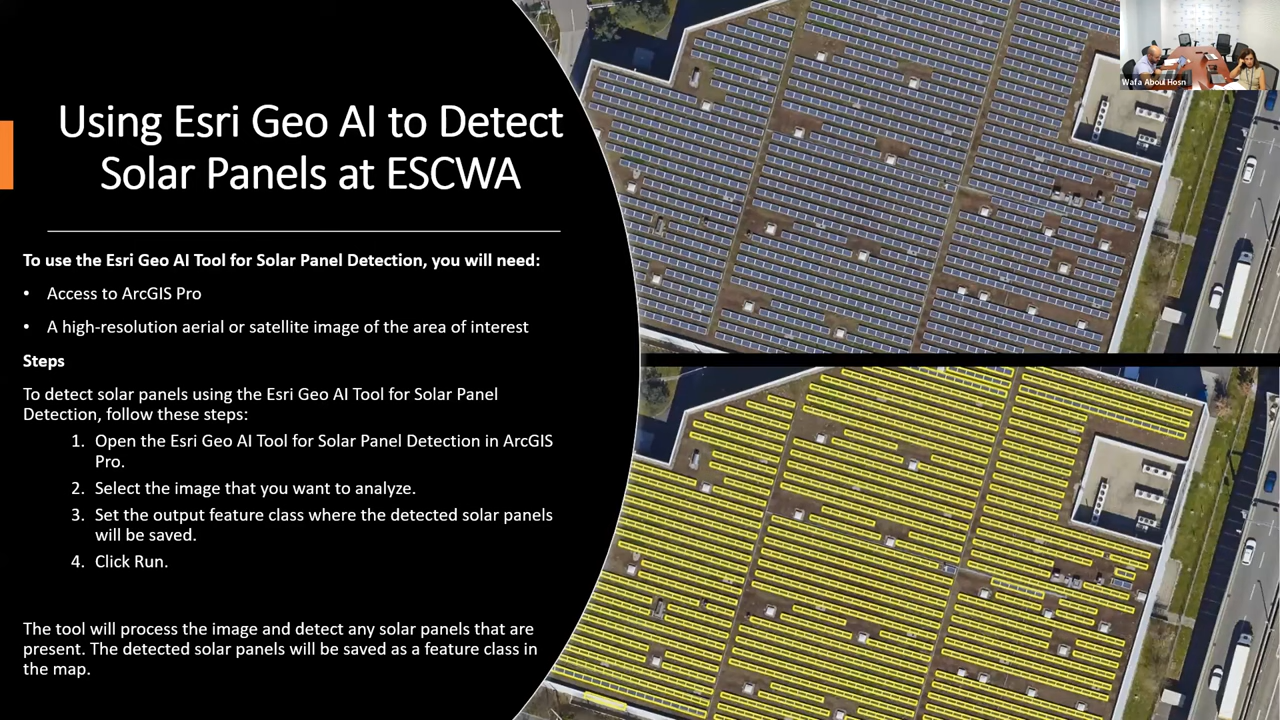 Using Esri Geo AI to Detect
Solar Panels at ESCWA
To use the Esri Geo AI Tool for Solar Panel Detection, you will need:
• Access to ArcGIS Pro
• A high-resolution aerial or satellite image of the area of interest
Steps
To detect solar panels using the Esri Geo AI Tool for Solar Panel
Detection, follow these steps:
1. Open the Esri Geo AI Tool for Solar Panel Detection in ArcGIS
Pro.
2. Select the image that you want to analyze.
3. Set the output feature class where the detected solar panels
will be saved.
4. Click Run.
The tool will process the image and detect any solar panels that are
present. The detected solar panels will be saved as a feature class in
the map.
Wafa Aboul Hosn